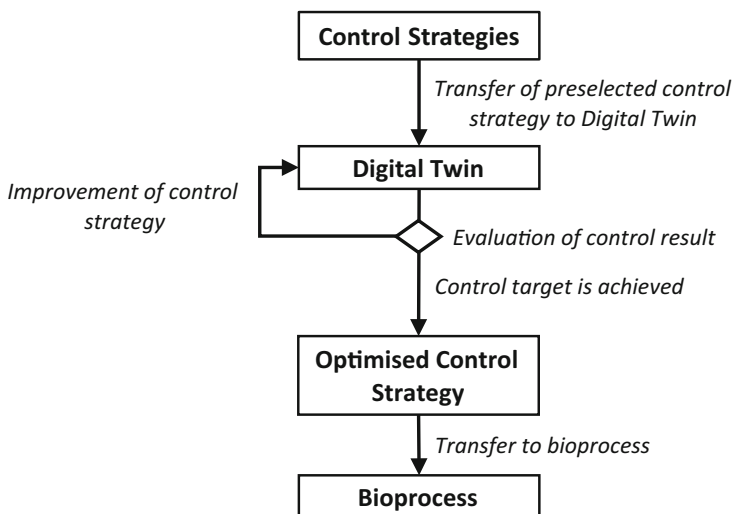 Control Strategies
Transfer of preselected control
strategy to Digital Twin
Digital Twin
Improvement of control
strategy
Evaluation of control result
Control target is achieved
Optimised Control
Strategy
Transfer to bioprocess
Bioprocess